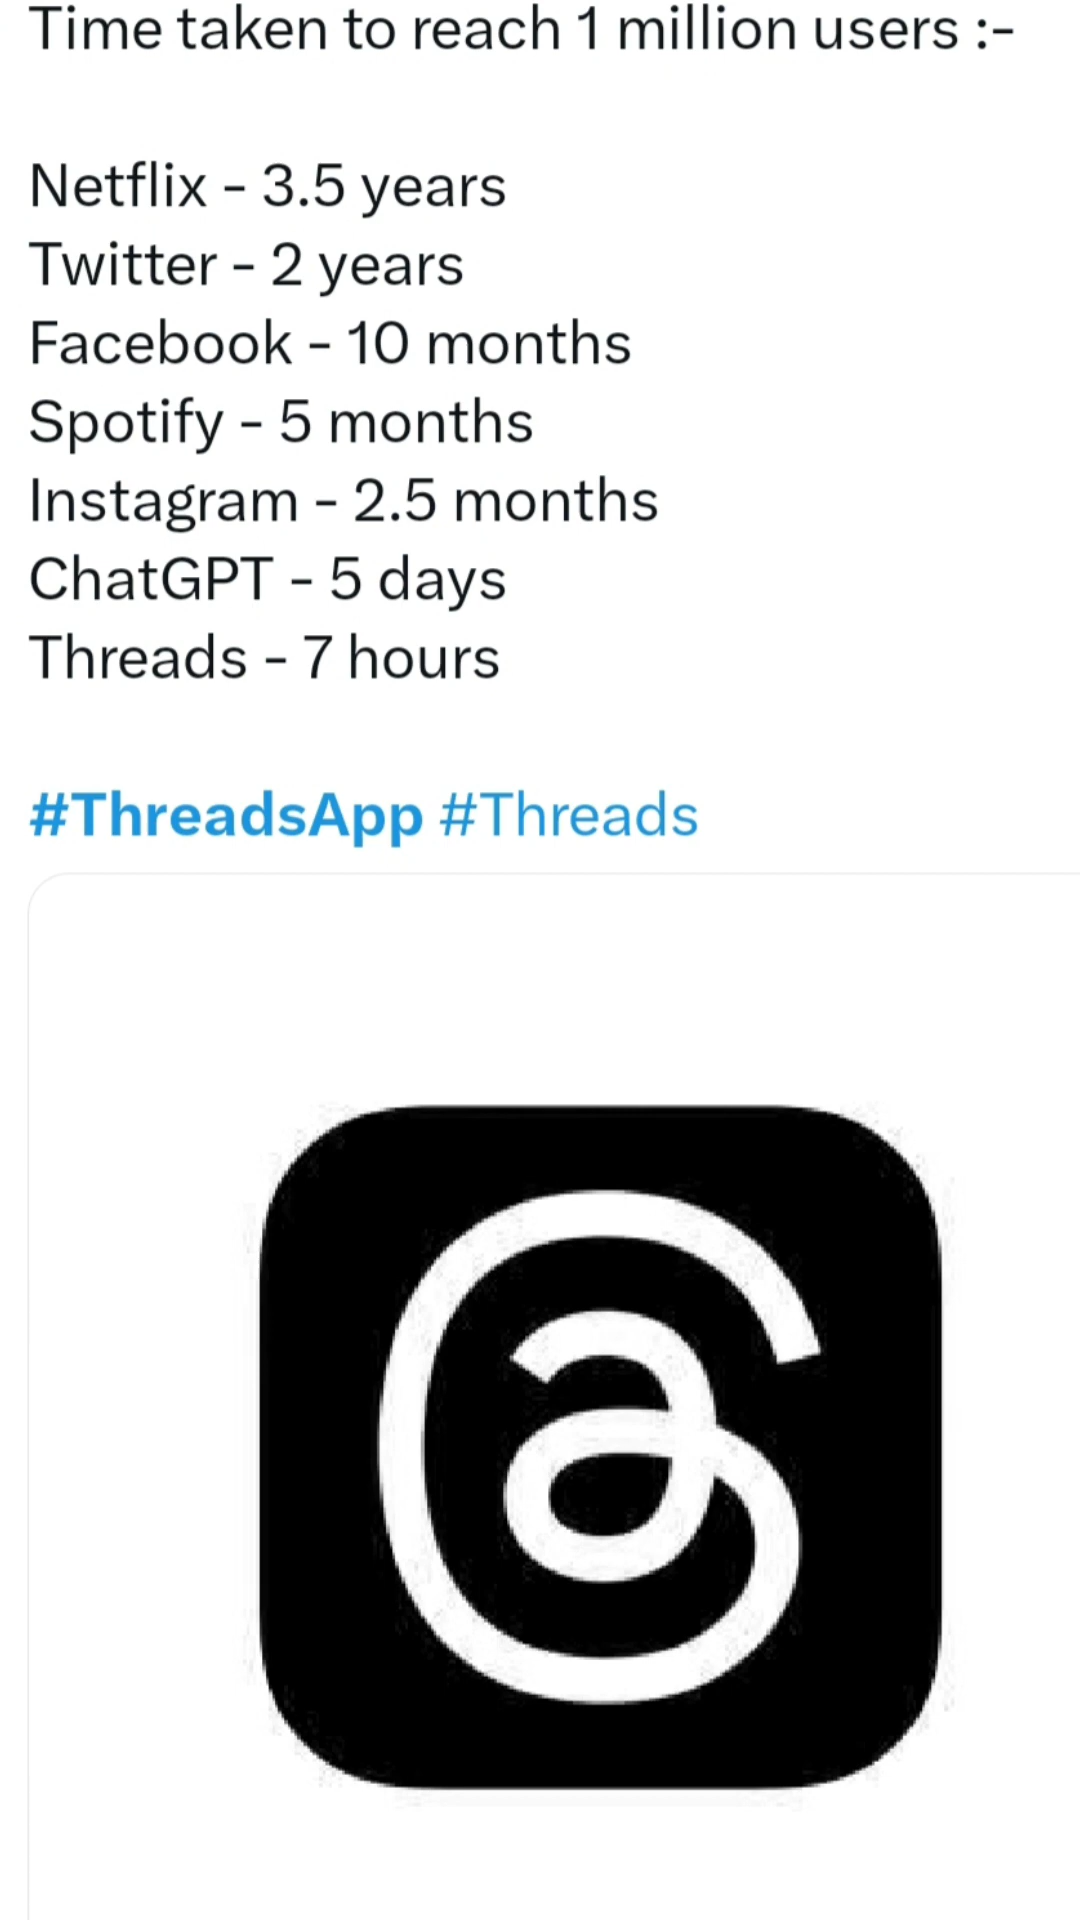 Time taken to reach 1 million users :-
Netflix - 3.5 years
Twitter - 2 years
Facebook - 10 months
Spotify - 5 months
Instagram - 2.5 months
ChatGPT - 5 days
Threads - 7 hours
#ThreadsApp #Threads